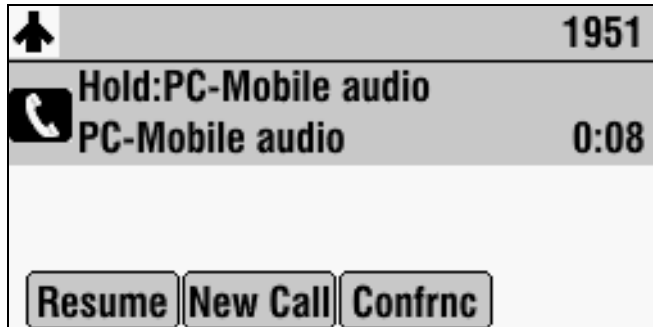 1951
Hold:PC-Mobile audio
PC-Mobile audio 0:08
Resume New Call Confrnc